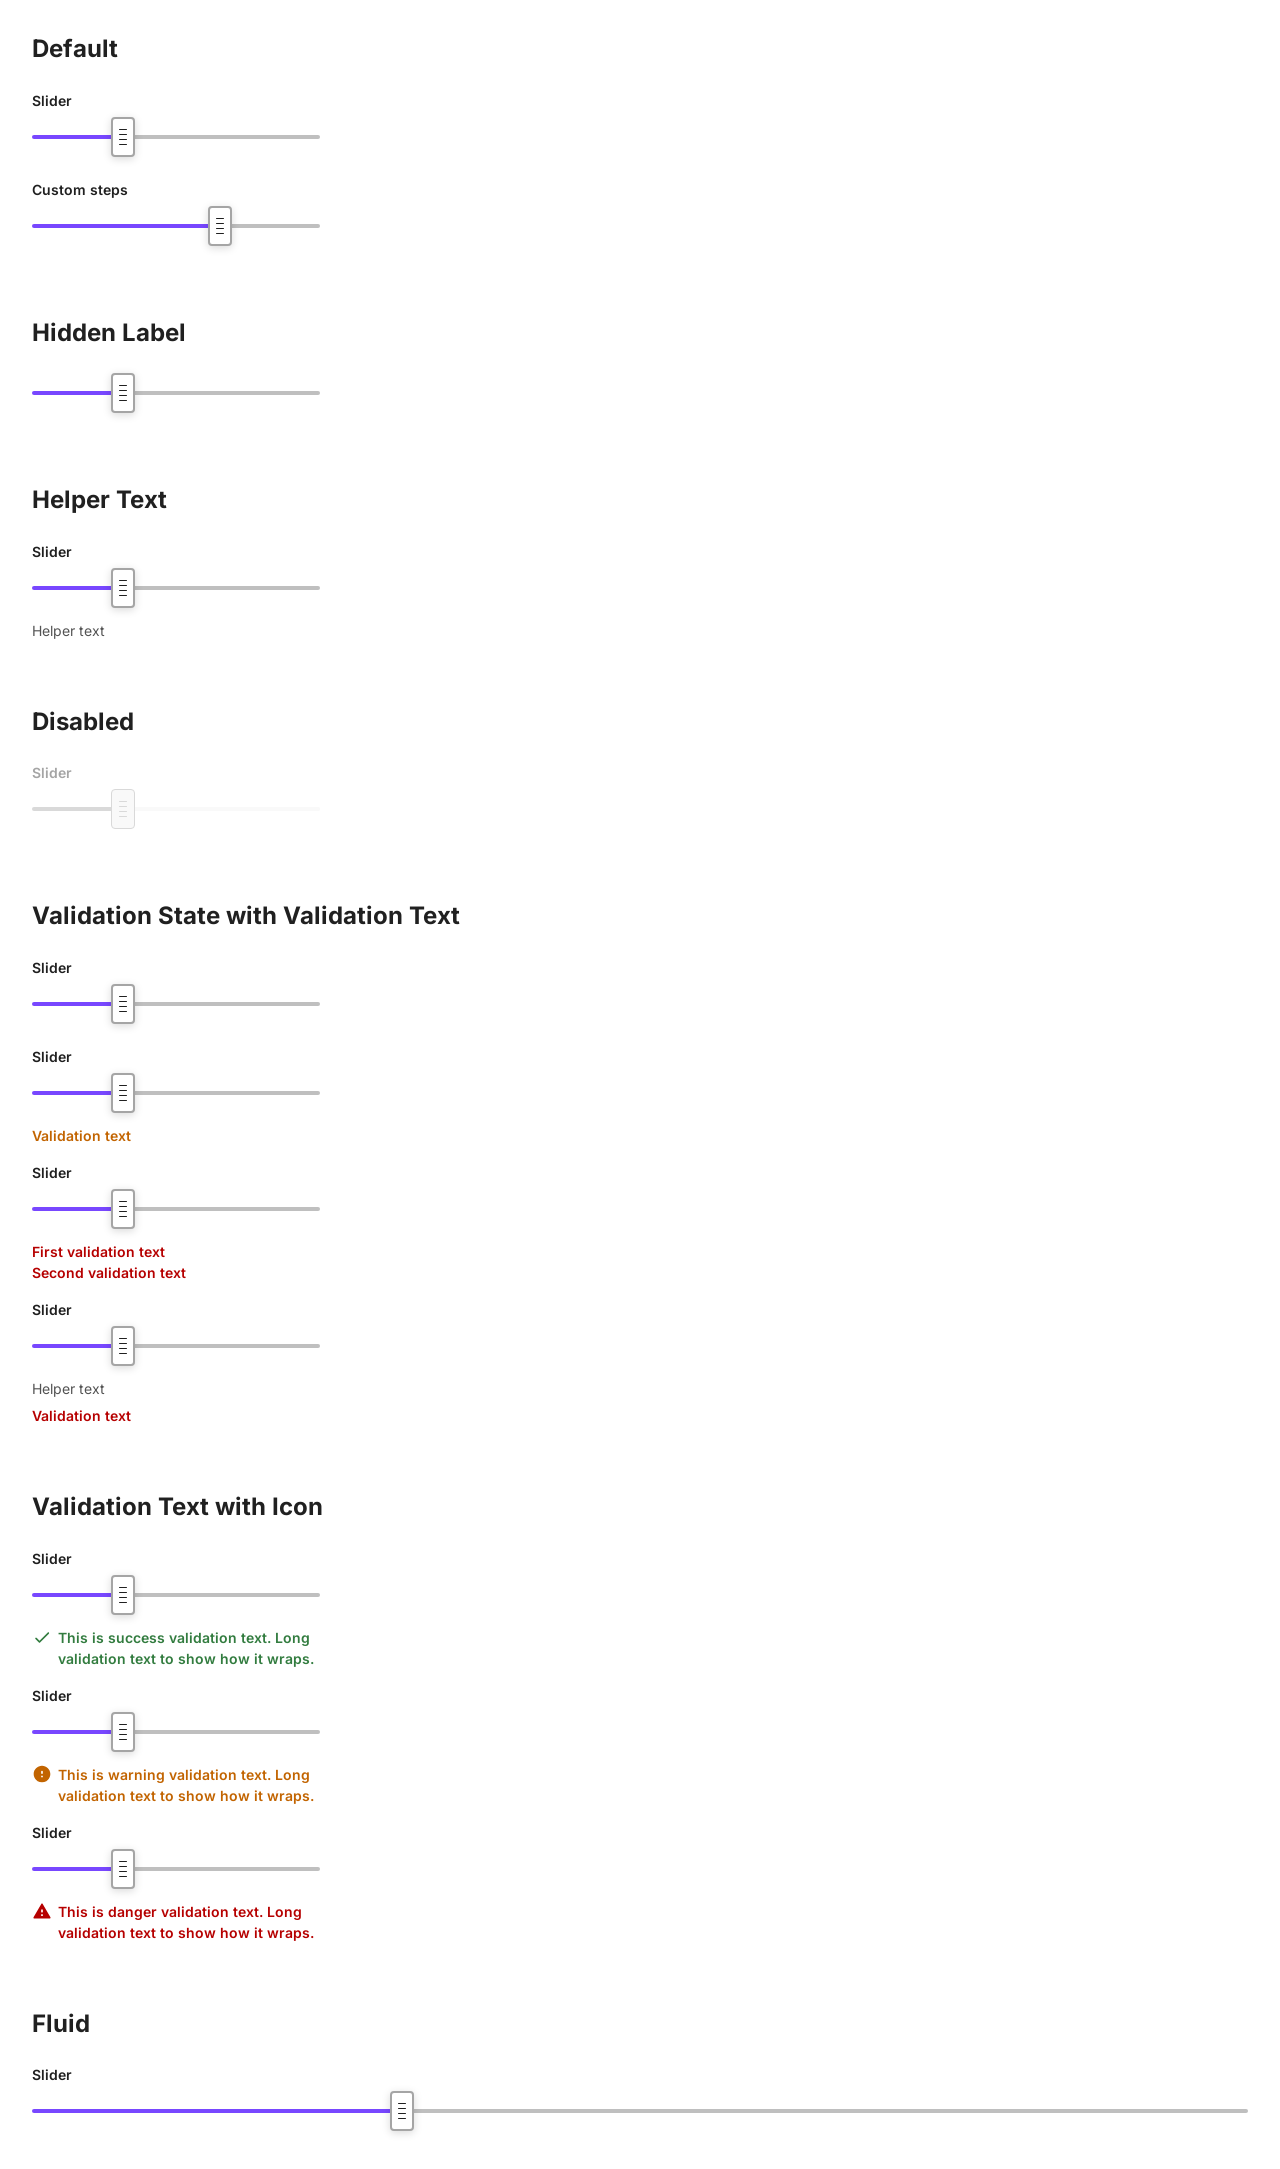 Default
Slider
Custom steps
Hidden Label
Helper Text
Slider
Helper text
Disabled
Slider
Validation State with Validation Text
Slider
Slider
Validation text
Slider
First validation text
Second validation text
Slider
Helper text
Validation text
Validation Text with Icon
Slider
This is success validation text. Long
validation text to show how it wraps.
Slider
This is warning validation text. Long
validation text to show how it wraps.
Slider
This is danger validation text. Long
validation text to show how it wraps.
Fluid
Slider